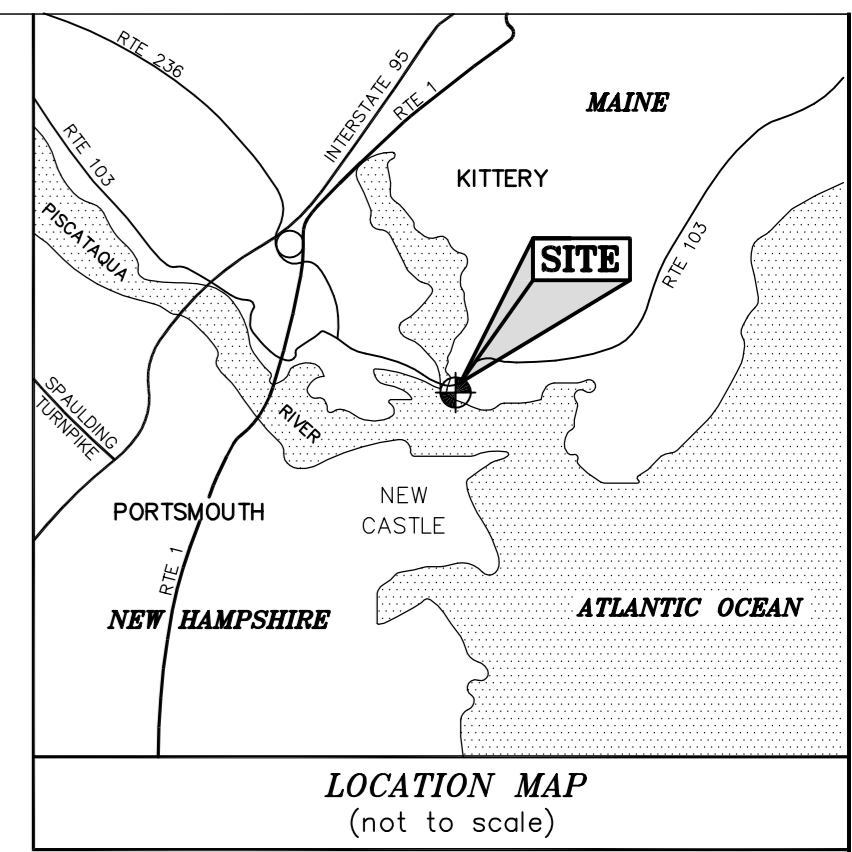 RTE 236
INTERSTATE 95
RTE 1
MAINE
RTE 103
KITTERY
PISCATAQUA
RTE 103
SITE
SPAULDING
TURNPIKE
RIVER
PORTSMOUTH
NEW
CASTLE
RTE 1
NEW HAMPSHIRE
ATLANTIC OCEAN
LOCATION MAP
(not to scale)